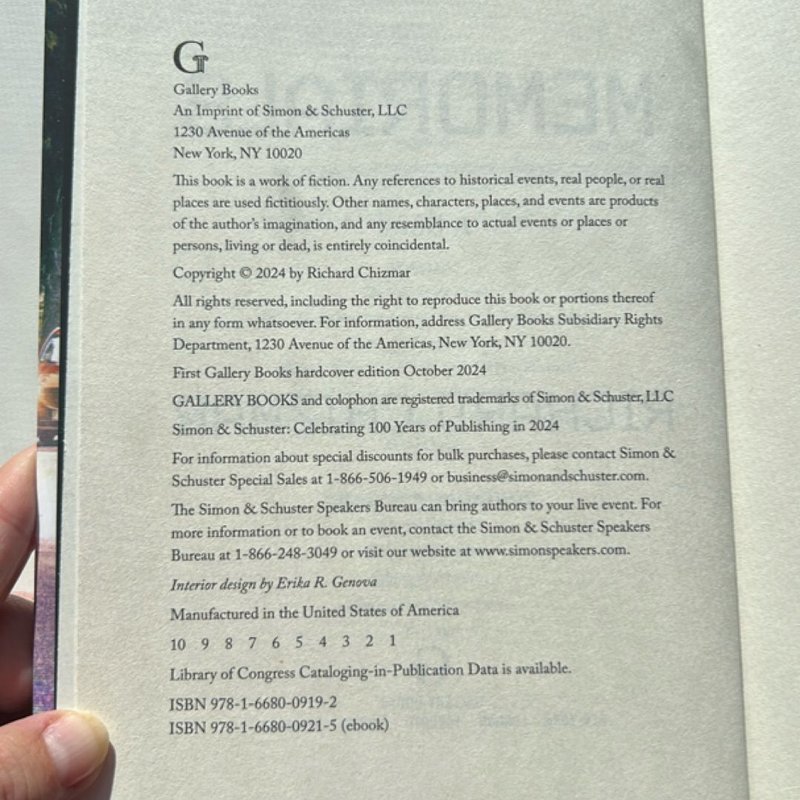 G
Gallery Books
An Imprint of Simon & Schuster, LLC
1230 Avenue of the Americas
New York, NY 10020
This book is a work of fiction. Any references to historical events, real people, or real
places are used fictitiously. Other names, characters, places, and events are products
of the author's imagination, and any resemblance to actual events or places or
persons, living or dead, is entirely coincidental.
Copyright © 2024 by Richard Chizmar
All rights reserved, including the right to reproduce this book or portions thereof
in any form whatsoever. For information, address Gallery Books Subsidiary Rights
Department, 1230 Avenue of the Americas, New York, NY 10020.
First Gallery Books hardcover edition October 2024
GALLERY BOOKS and colophon are registered trademarks of Simon & Schuster, LLC
Simon & Schuster: Celebrating 100 Years of Publishing in 2024
For information about special discounts for bulk purchases, please contact Simon &
Schuster Special Sales at 1-866-506-1949 or business@simonandschuster.com.
The Simon & Schuster Speakers Bureau can bring authors to your live event. For
more information or to book an event, contact the Simon & Schuster Speakers
Bureau at 1-866-248-3049 or visit our website at www.simonspeakers.com.
Interior design by Erika R. Genova
Manufactured in the United States of America
10 9 8 7 6 5 4 3 2 1
Library of Congress Cataloging-in-Publication Data is available.
ISBN 978-1-6680-0919-2
ISBN 978-1-6680-0921-5 (ebook)